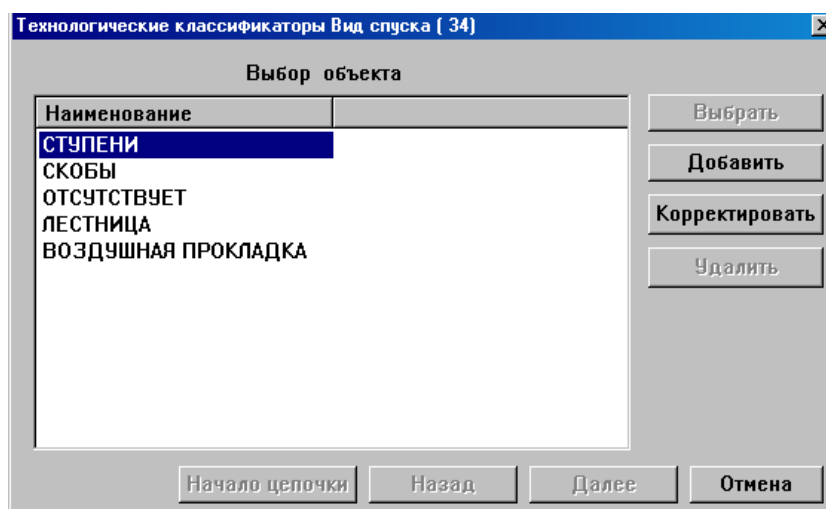 Технологические классификаторы Вид спуска ( 34)
Выбор объекта
Наименование
СТУПЕНИ
СКОБЫ
ОТСУТСТВУЕТ
ЛЕСТНИЦА
ВОЗДУШНАЯ ПРОКЛАДКА
Выбрать
Добавить
Корректировать
Удалить
Начало цепочки Назад Далее Отмена